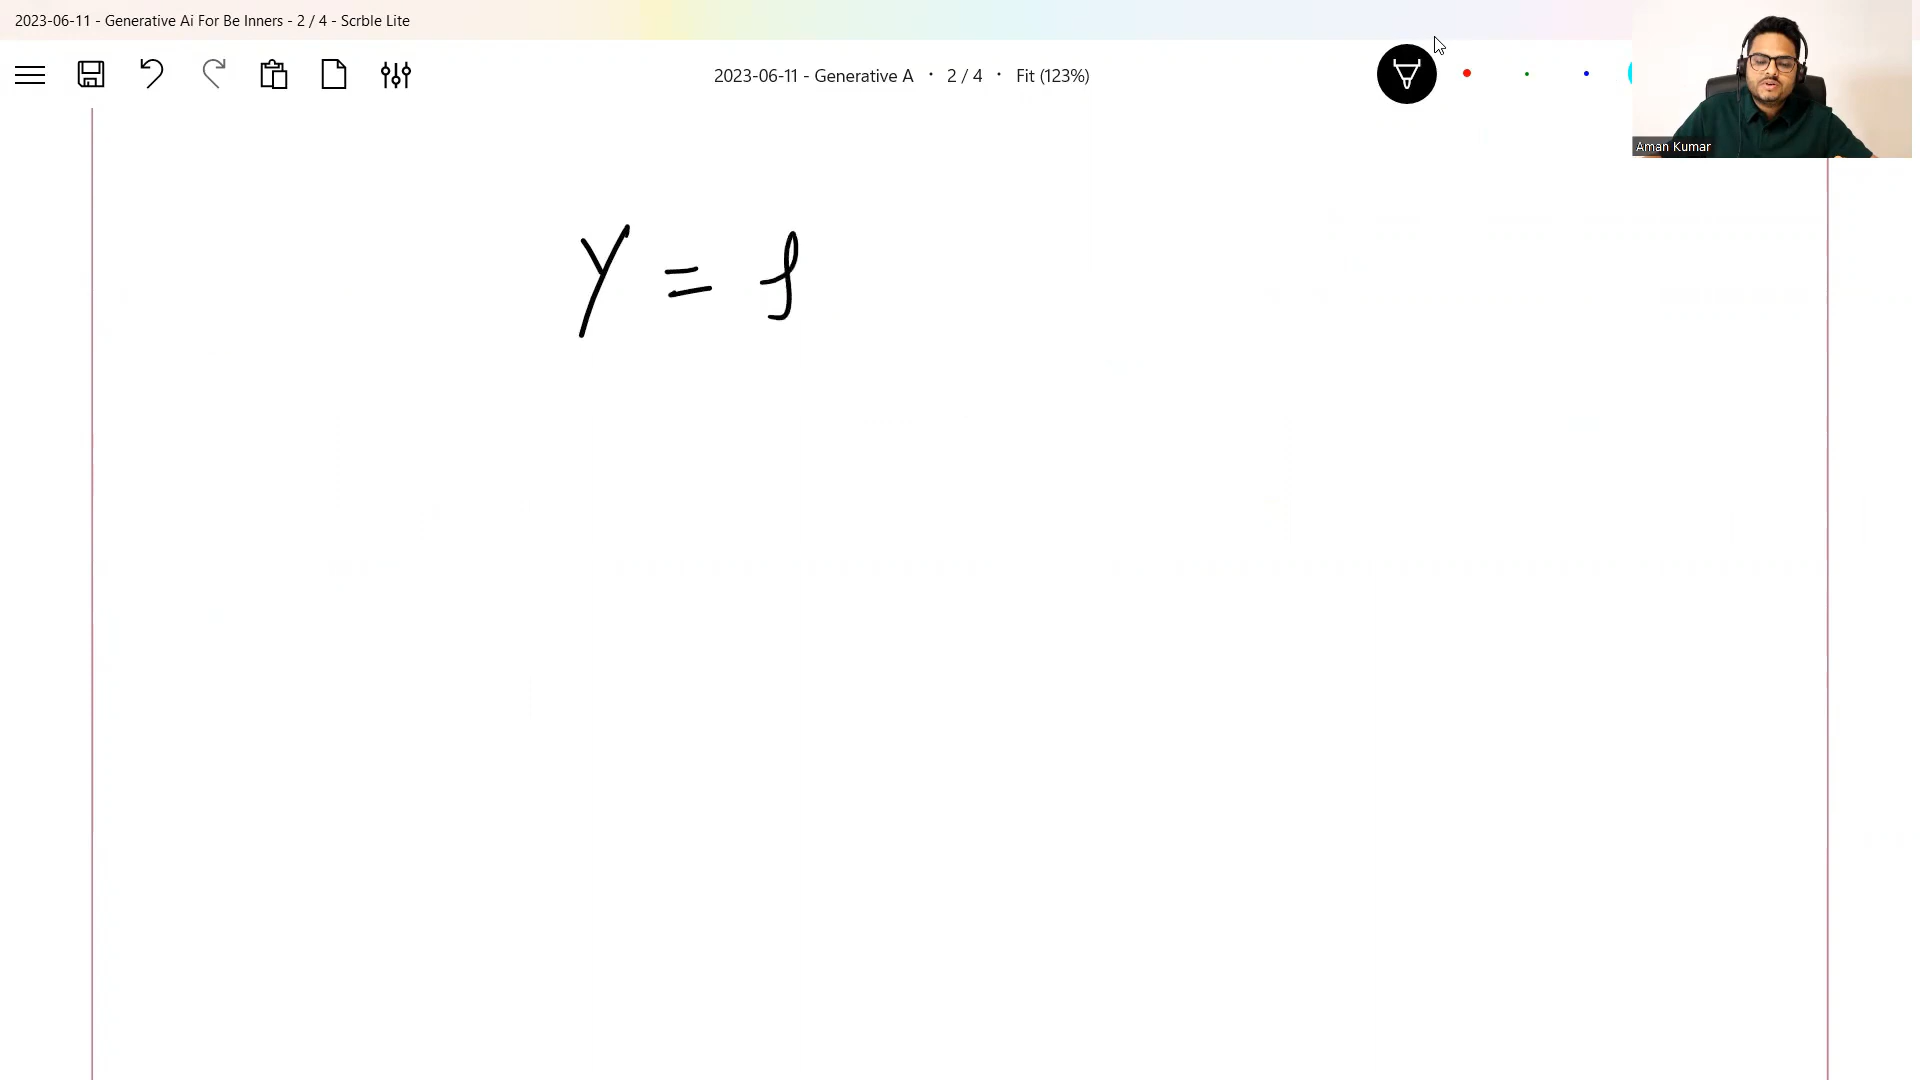 2023-06-11 - Generative Ai For Be Inners - 2 / 4 - Scrble Lite
2023-06-11 - Generative A • 2 / 4 • Fit (123%)
Aman Kumar
Y = f